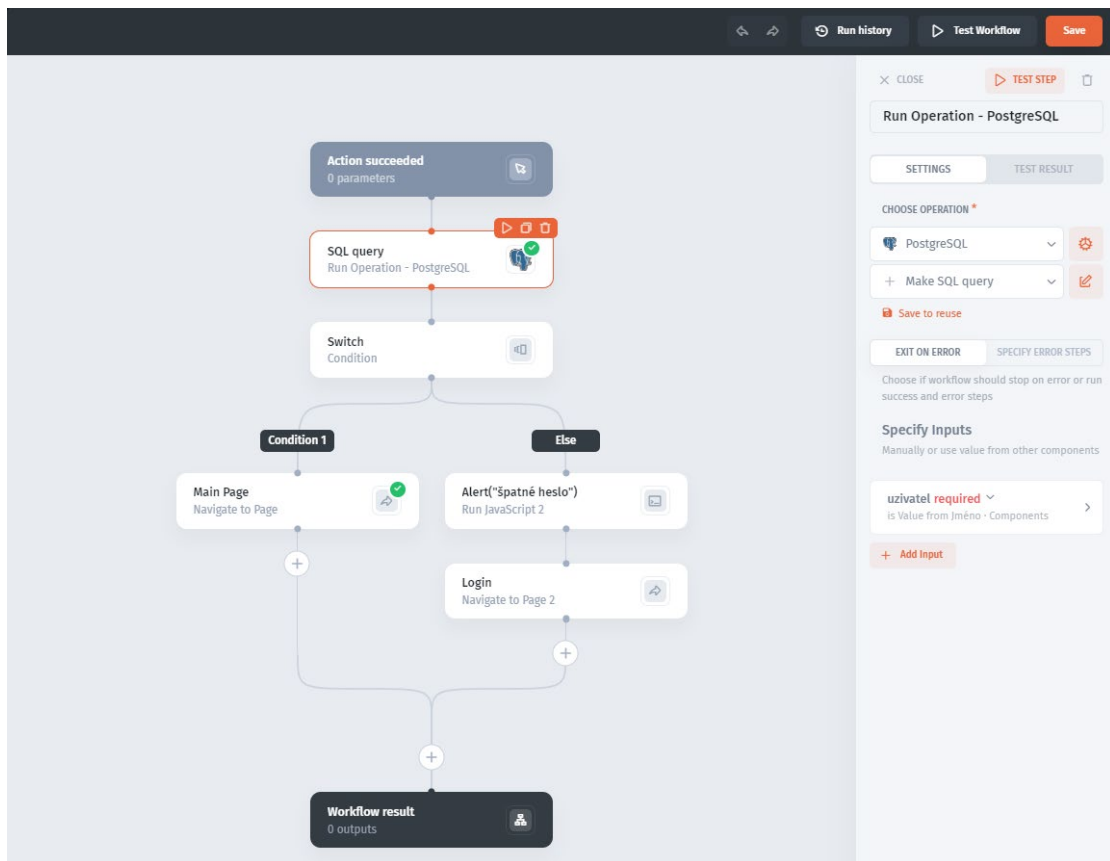 Run history
Test Workflow
Save
CLOSE
TEST STEP
Run Operation - PostgreSQL
SETTINGS
TEST RESULT
CHOOSE OPERATION *
PostgreSQL
Make SQL query
Save to reuse
EXIT ON ERROR
SPECIFY ERROR STEPS
Choose if workflow should stop on error or run
success and error steps
Specify Inputs
Manually or use value from other components
uzivatel required
is Value from Jméno · Components
+ Add Input
Action succeeded
0 parameters
SQL query
Run Operation - PostgreSQL
Switch
Condition
Condition 1
Else
Main Page
Navigate to Page
Alert("špatné heslo")
Run JavaScript 2
Login
Navigate to Page 2
Workflow result
0 outputs